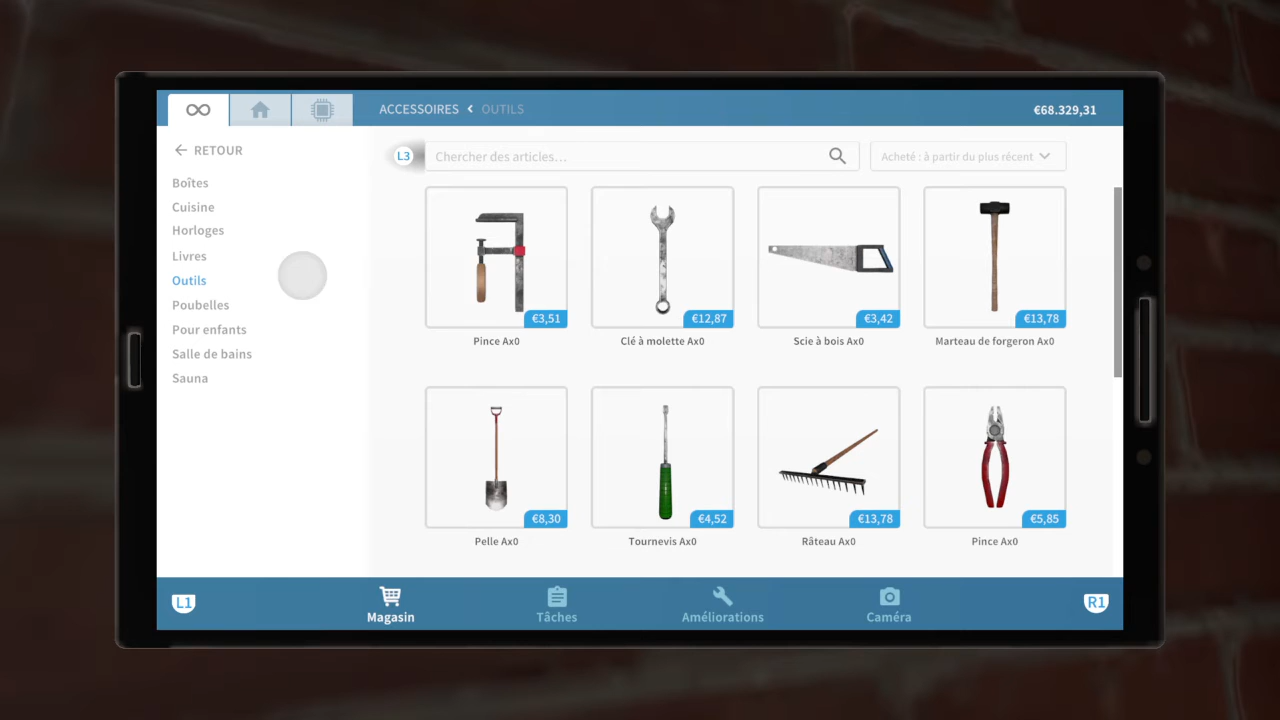 ACCESSOIRES < OUTILS
€68.329,31
← RETOUR
Boîtes
Cuisine
Horloges
Livres
Outils
Poubelles
Pour enfants
Salle de bains
Sauna
L3
Chercher des articles...
Acheté : à partir du plus récent
€3,51
€12,87
€3,42
€13,78
Pince Ax0
Clé à molette Ax0
Scie à bois Ax0
Marteau de forgeron Ax0
€8,30
€4,52
€13,78
€5,85
Pelle Ax0
Tournevis Ax0
Râteau Ax0
Pince Ax0
L1
Magasin
Tâches
Améliorations
Caméra
R1